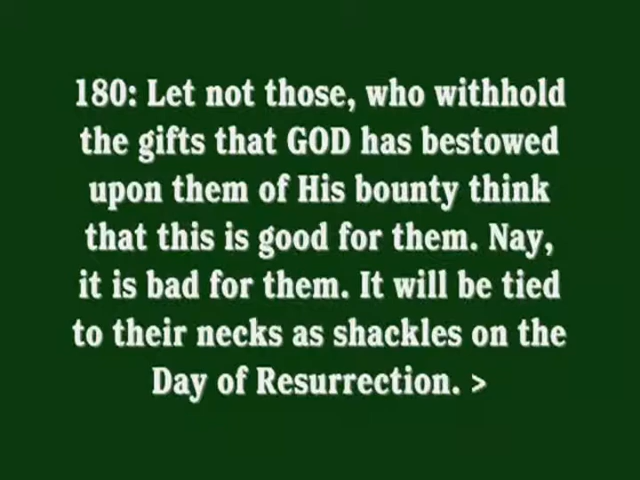 180: Let not those, who withhold
the gifts that GOD has bestowed
upon them of His bounty think
that this is good for them. Nay,
it is bad for them. It will be tied
to their necks as shackles on the
Day of Resurrection. >